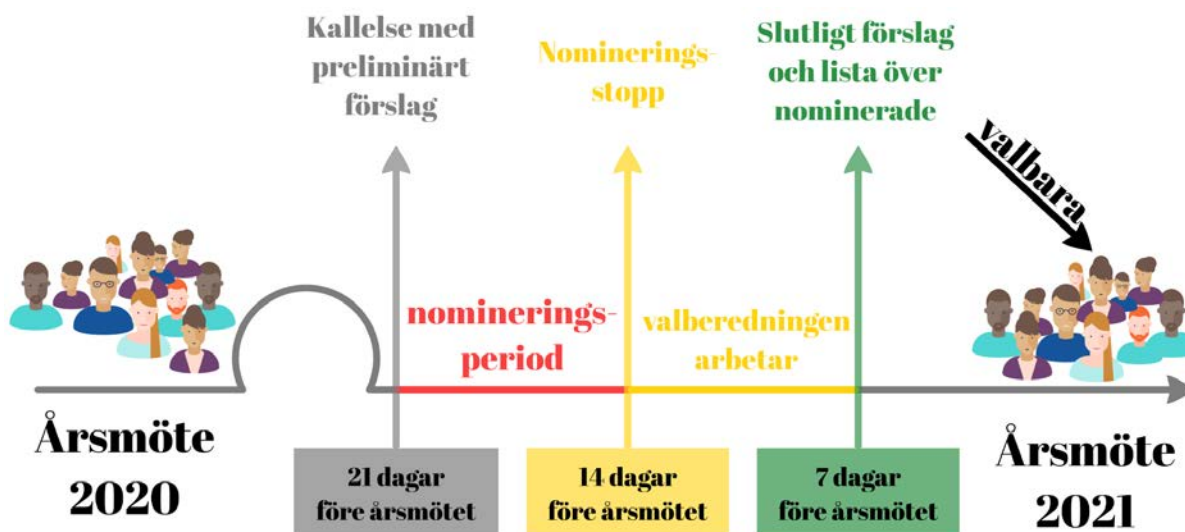 Kallelse med
preliminärt
förslag
Nominerings-
stopp
Slutligt förslag
och lista över
nominerade
valbara
nominerings-
period
valberedningen
arbetar
Årsmöte
2020
21 dagar
före årsmötet
14 dagar
före årsmötet
7 dagar
före årsmötet
Årsmöte
2021